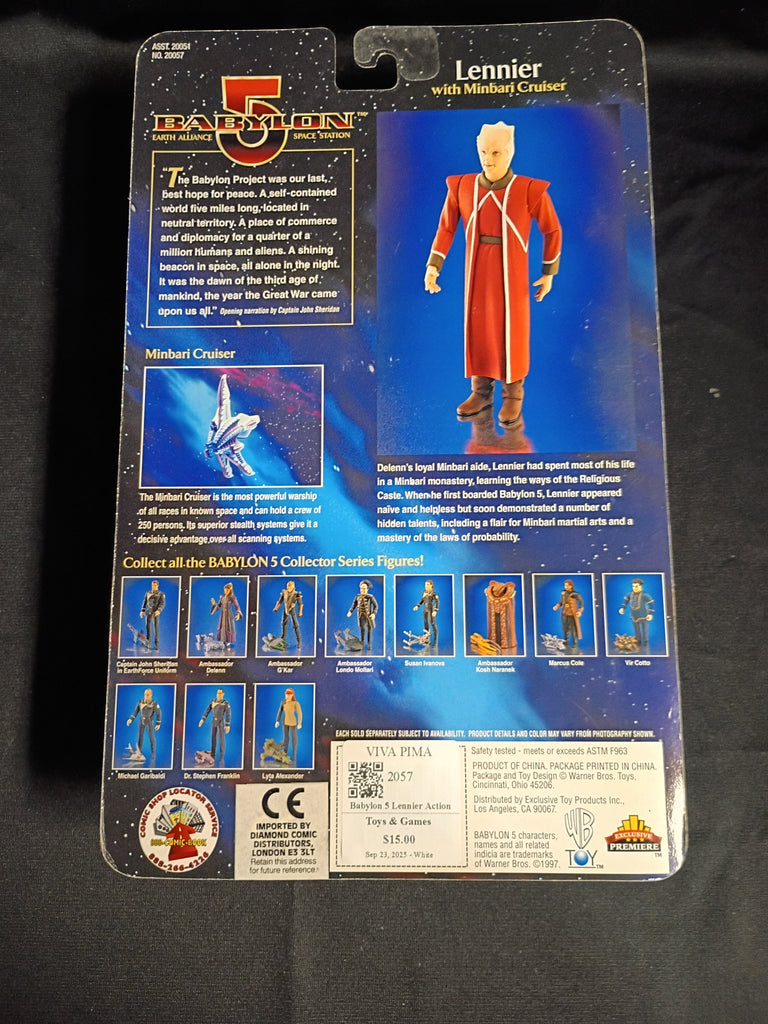 ASST. 20051
NO. 20057
BABYLON 5™
EARTH ALLIANCE SPACE STATION
"The Babylon Project was our last,
best hope for peace. A self-contained
world five miles long, located in
neutral territory. A place of commerce
and diplomacy for a quarter of a
million humans and aliens. A shining
beacon in space, all alone in the night.
It was the dawn of the third age of
mankind, the year the Great War came
upon us all." Opening narration by Captain John Sheridan
Lennier
with Minbari Cruiser
Minbari Cruiser
The Minbari Cruiser is the most powerful warship
of all races in known space and can hold a crew of
250 persons. Its superior stealth systems give it a
decisive advantage over all scanning systems.
Delenn's loyal Minbari aide, Lennier had spent most of his life
in a Minbari monastery, learning the ways of the Religious
Caste. When he first boarded Babylon 5, Lennier appeared
naïve and helpless but soon demonstrated a number of
hidden talents, including a flair for Minbari martial arts and a
mastery of the laws of probability.
Collect all the BABYLON 5 Collector Series Figures!
Captain John Sheridan
in EarthForce Uniform
Ambassador
Delenn
Ambassador
G'Kar
Ambassador
Londo Mollari
Susan Ivanova
Ambassador
Kosh Naranek
Marcus Cole
Vir Cotto
Michael Garibaldi
Dr. Stephen Franklin
Lyta Alexander
EACH SOLD SEPARATELY SUBJECT TO AVAILABILITY. PRODUCT DETAILS AND COLOR MAY VARY FROM PHOTOGRAPHY SHOWN.
COMIC SHOP LOCATOR SERVICE
888-COMIC-BOOK
888-266-4226
CE
IMPORTED BY
DIAMOND COMIC
DISTRIBUTORS,
LONDON E3 3LT
Retain this address
for future reference.
VIVA PIMA
2057
Babylon 5 Lennier Action
Toys & Games
$15.00
Sep 23, 2025 - White
Safety tested - meets or exceeds ASTM F963
PRODUCT OF CHINA. PACKAGE PRINTED IN CHINA.
Package and Toy Design © Warner Bros. Toys,
Cincinnati, Ohio 45206.
Distributed by Exclusive Toy Products Inc.,
Los Angeles, CA 90067.
BABYLON 5 characters,
names and all related
indicia are trademarks
of Warner Bros. ©1997.
WB
TOY™
EXCLUSIVE
PREMIERE™